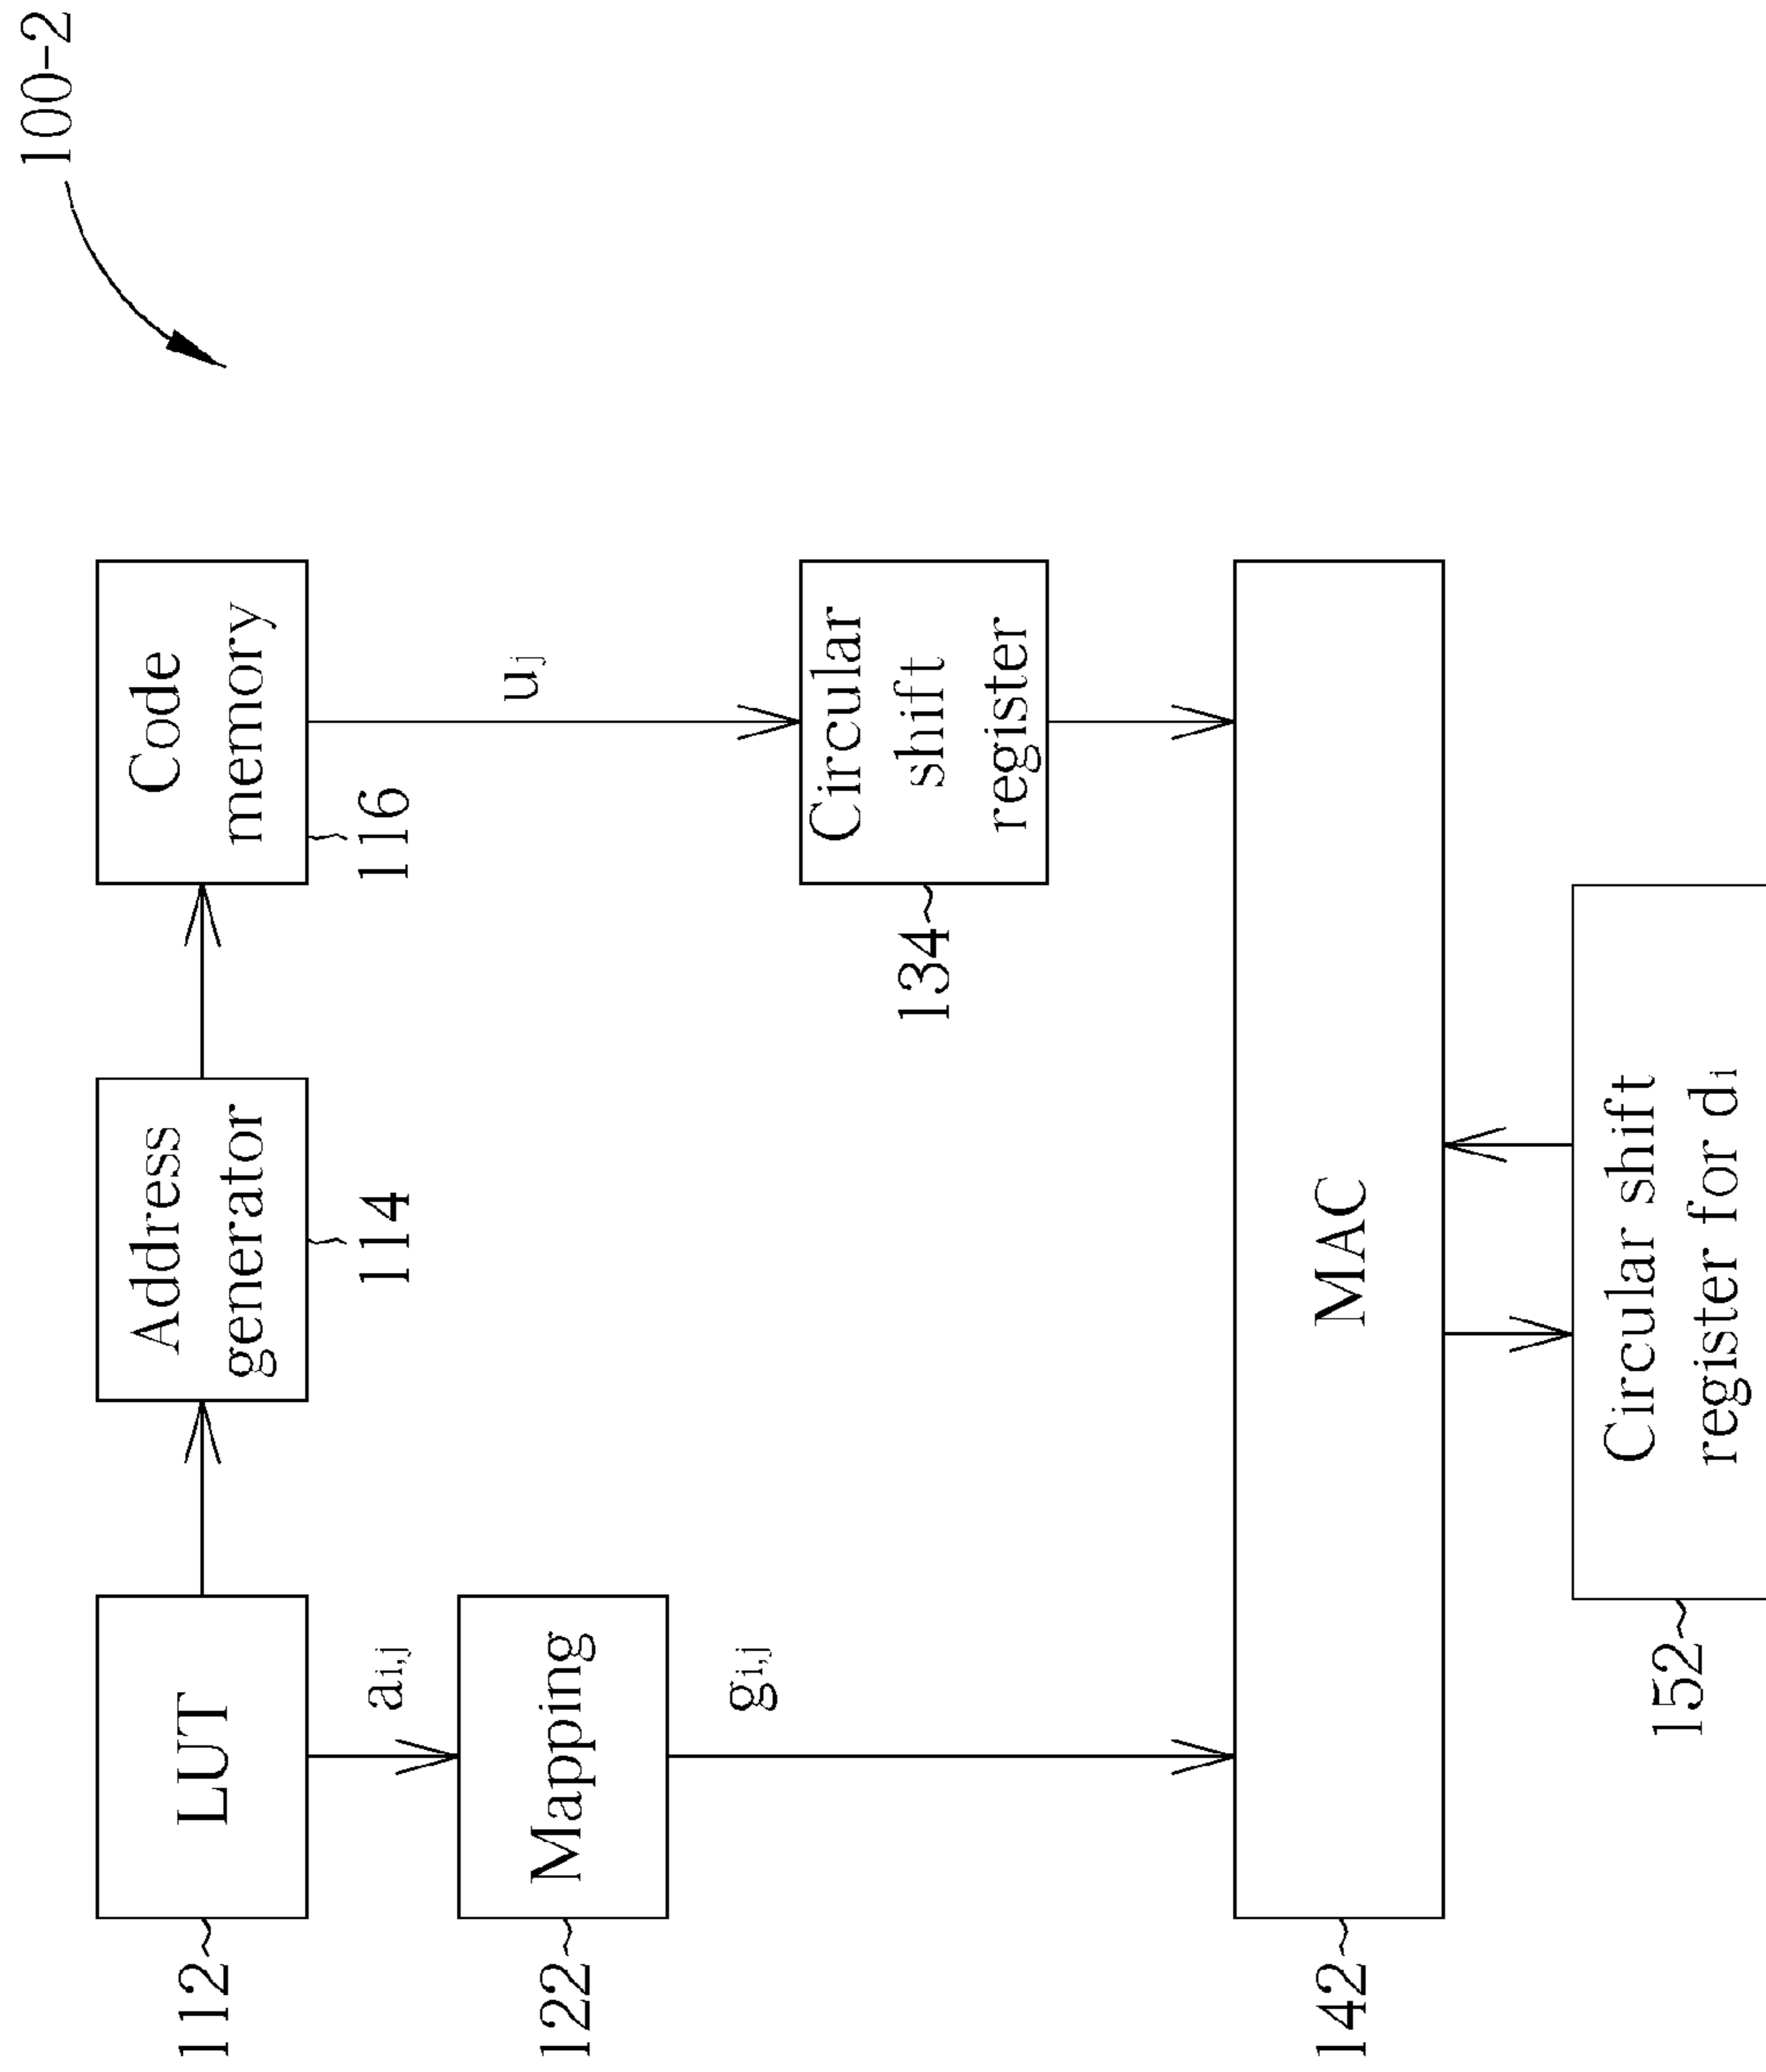 100-2
LUT
112
Address
generator
114
Code
memory
116
ai,j
uj
Mapping
122
gi,j
Circular
shift
register
134
MAC
142
Circular shift
register for di
152